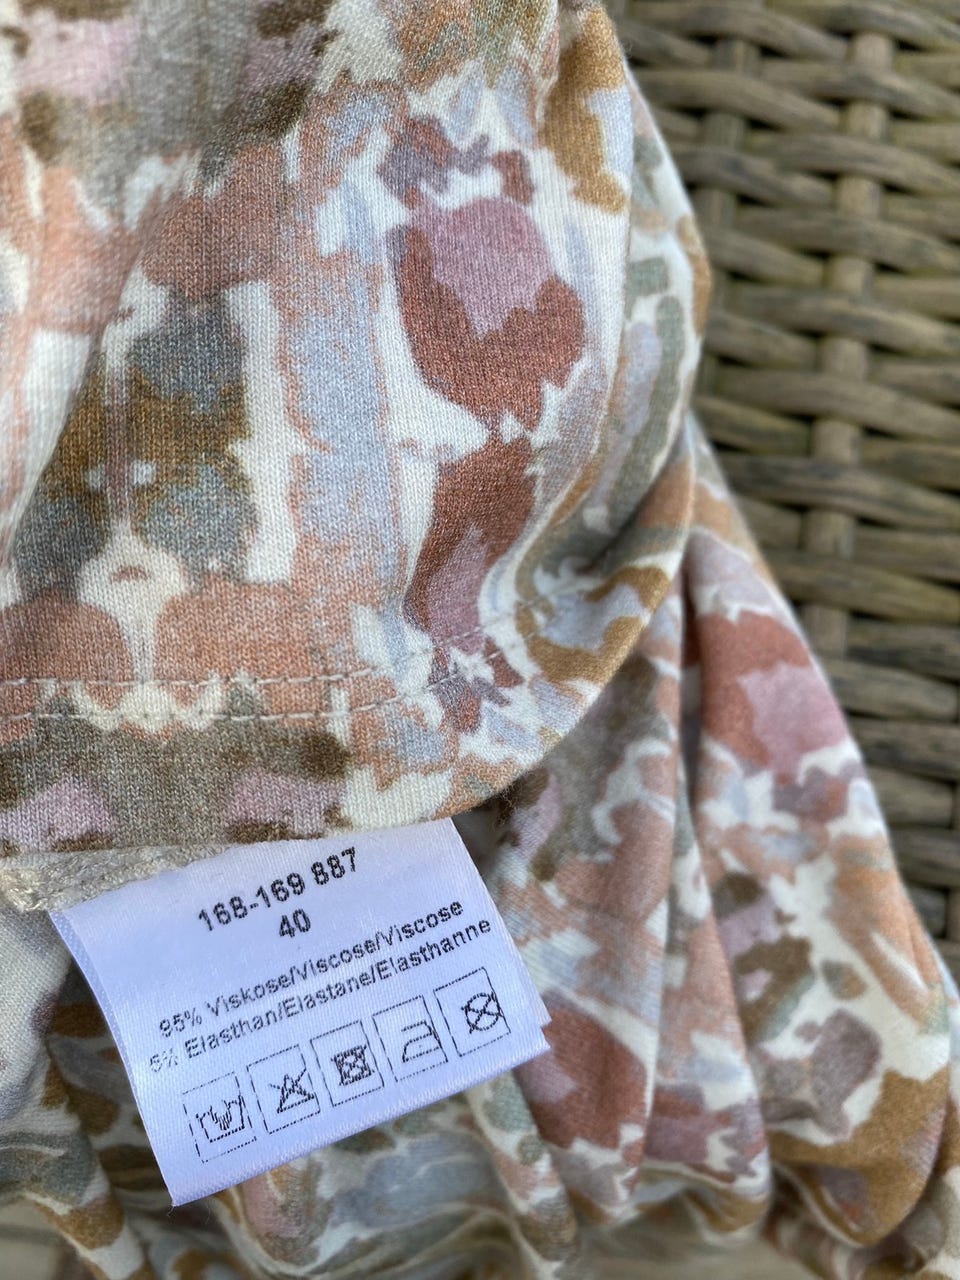 168-169 887
40
95% Viskose/Viscose/Viscose
5% Elasthan/Elastane/Elasthanne